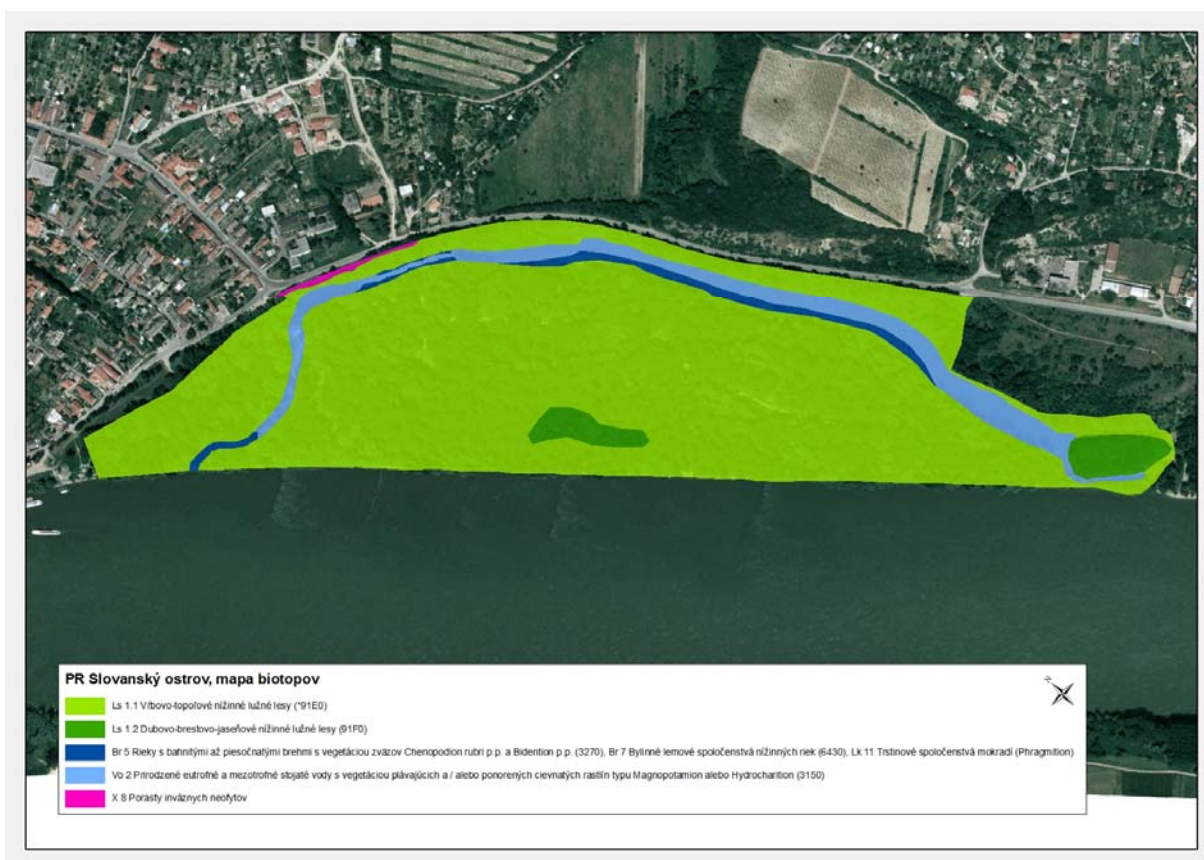 PR Slovanský ostrov, mapa biotopov
Ls 1.1 Vŕbovo-topoľové nížinné lužné lesy (*91E0)
Ls 1.2 Dubovo-brestovo-jaseňové nížinné lužné lesy (91F0)
Br 5 Rieky s bahnitými až piesočnatými brehmi s vegetáciou zväzov Chenopodion rubri p.p. a Bidention p.p. (3270), Br 7 Bylinné lemové spoločenstvá nížinných riek (6430), Lk 11 Trstinové spoločenstvá mokradí (Phragmition)
Vo 2 Prirodzené eutrofné a mezotrofné stojaté vody s vegetáciou plávajúcich a / alebo ponorených cievnatých rastlín typu Magnopotamion alebo Hydrocharition (3150)
X 8 Porasty inváznych neofytov